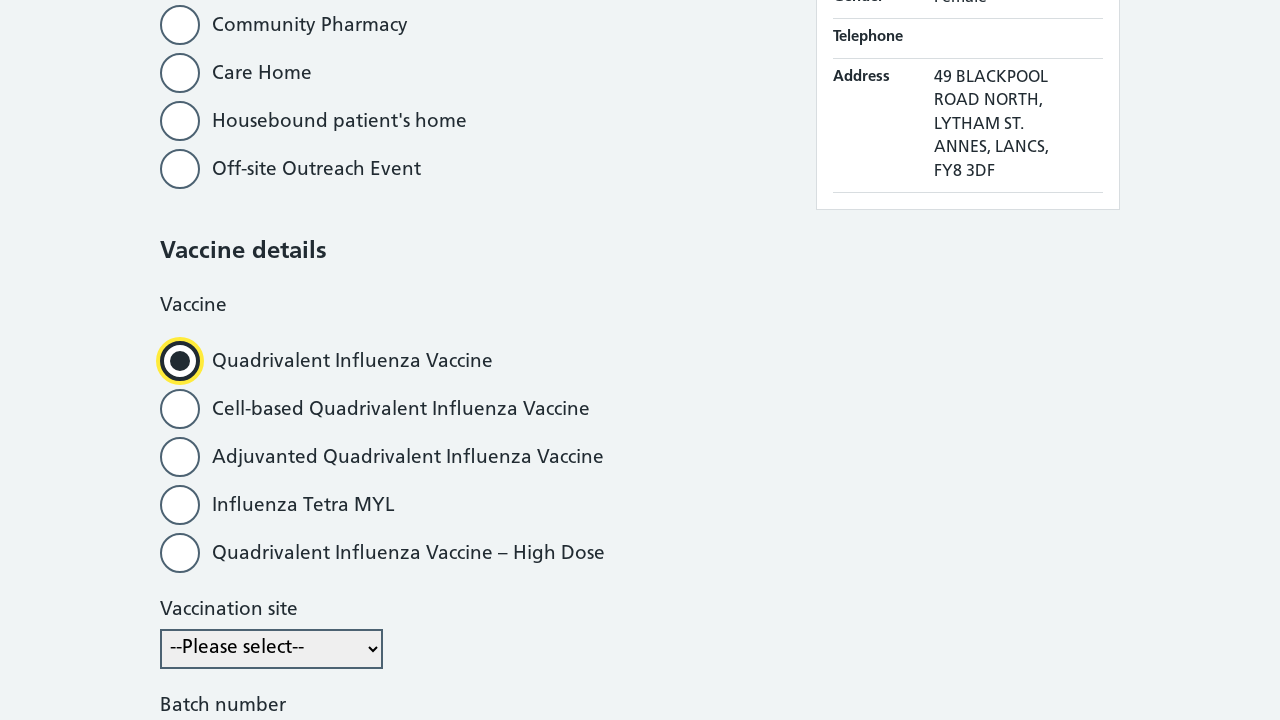 Community Pharmacy
Care Home
Housebound patient's home
Off-site Outreach Event
Vaccine details
Vaccine
Quadrivalent Influenza Vaccine
Cell-based Quadrivalent Influenza Vaccine
Adjuvanted Quadrivalent Influenza Vaccine
Influenza Tetra MYL
Quadrivalent Influenza Vaccine – High Dose
Vaccination site
--Please select--
Batch number
Telephone
Address
49 BLACKPOOL
ROAD NORTH,
LYTHAM ST.
ANNES, LANCS,
FY8 3DF